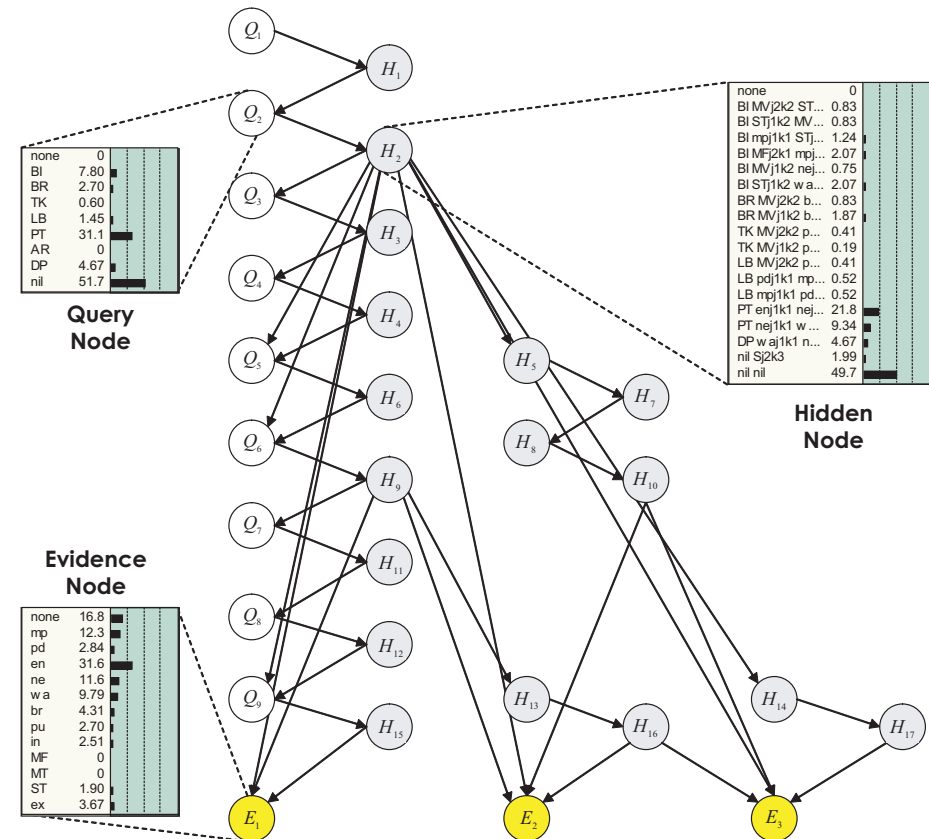 Q1
H1
Q2
none 0
BI 7.80
BR 2.70
TK 0.60
LB 1.45
PT 31.1
AR 0
DP 4.67
nil 51.7
Query
Node
H2
none 0
BI MVj2k2 ST... 0.83
BI STj1k2 MV... 0.83
BI mpj1k1 STj... 1.24
BI MFj2k1 mpj... 2.07
BI MVj1k2 nej... 0.75
BI STj1k2 wa... 2.07
BR MVj2k2 b... 0.83
BR MVj1k2 b... 1.87
TK MVj2k2 p... 0.41
TK MVj1k2 p... 0.19
LB MVj2k2 p... 0.41
LB pdj1k1 mp... 0.52
LB mpj1k1 pd... 0.52
PT enj1k1 nej... 21.8
PT nej1k1 w... 9.34
DP waj1k1 n... 4.67
nil Sj2k3 1.99
nil nil 49.7
Hidden
Node
Q3
H3
Q4
H4
Q5
H5
H6
H7
Q6
H8
H9
H10
Q7
H11
Q8
H12
Q9
H13
H14
H15
H16
H17
Evidence
Node
none 16.8
mp 12.3
pd 2.84
en 31.6
ne 11.6
wa 9.79
br 4.31
pu 2.70
in 2.51
MF 0
MT 0
ST 1.90
ex 3.67
E1
E2
E3